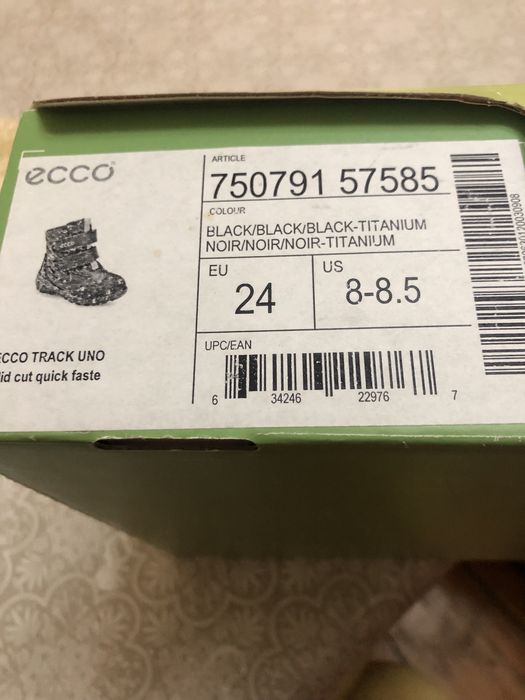 ecco
ARTICLE
750791 57585
COLOUR
BLACK/BLACK/BLACK-TITANIUM
NOIR/NOIR/NOIR-TITANIUM
EU
24
US
8-8.5
ECCO TRACK UNO
cut quick faste
UPC/EAN
6 34246 22976 7